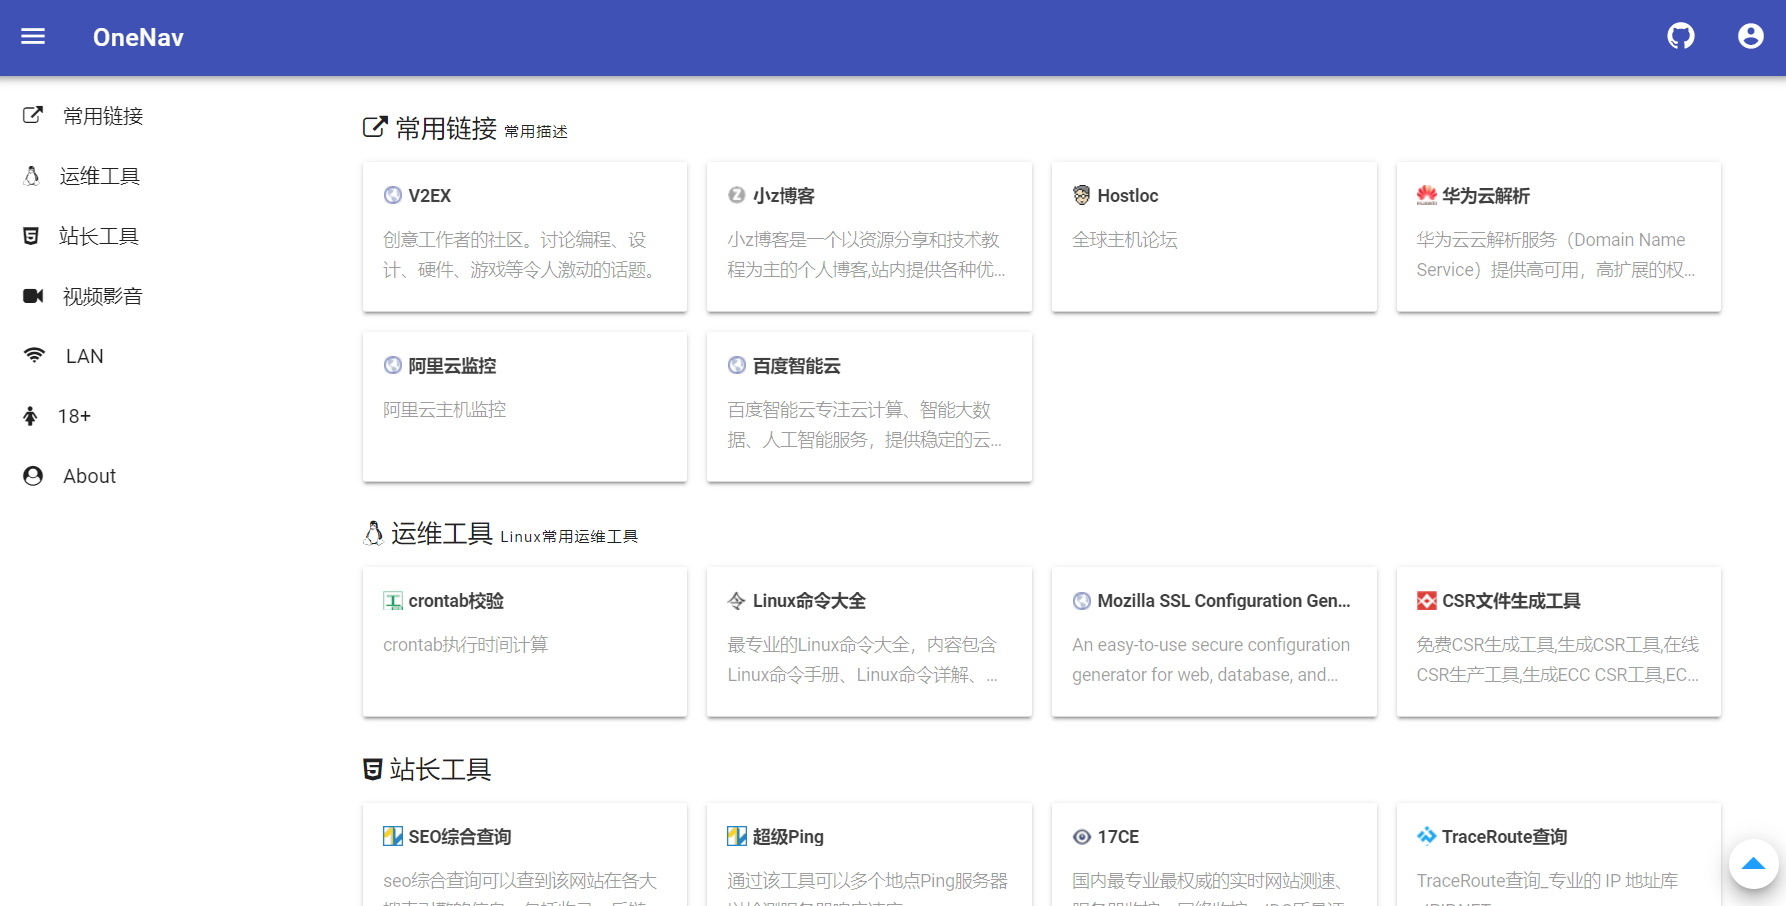 OneNav
常用链接
运维工具
站长工具
视频影音
LAN
18+
About
常用链接 常用描述
V2EX
创意工作者的社区。讨论编程、设
计、硬件、游戏等令人激动的话题。
小z博客
小z博客是一个以资源分享和技术教
程为主的个人博客,站内提供各种优...
Hostloc
全球主机论坛
华为云解析
华为云云解析服务（Domain Name
Service）提供高可用，高扩展的权...
阿里云监控
阿里云主机监控
百度智能云
百度智能云专注云计算、智能大数
据、人工智能服务，提供稳定的云...
运维工具 Linux常用运维工具
crontab校验
crontab执行时间计算
Linux命令大全
最专业的Linux命令大全，内容包含
Linux命令手册、Linux命令详解、...
Mozilla SSL Configuration Gen...
An easy-to-use secure configuration
generator for web, database, and...
CSR文件生成工具
免费CSR生成工具,生成CSR工具,在线
CSR生产工具,生成ECC CSR工具,EC...
站长工具
SEO综合查询
seo综合查询可以查到该网站在各大
超级Ping
通过该工具可以多个地点Ping服务器
17CE
国内最专业最权威的实时网站测速、
TraceRoute查询
TraceRoute查询_专业的 IP 地址库